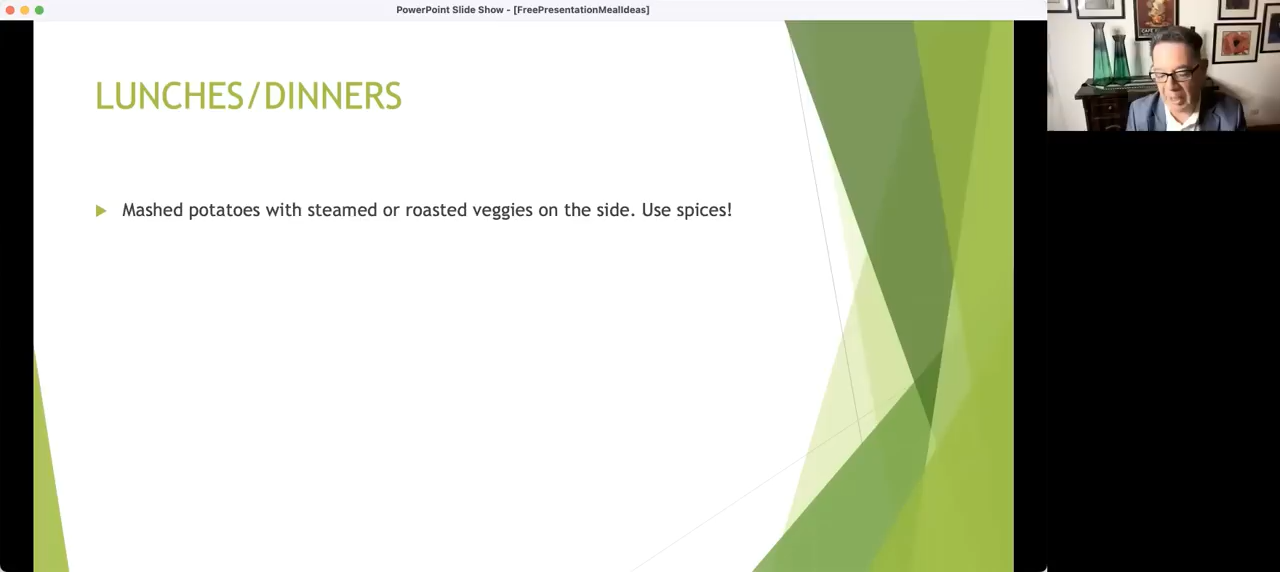 PowerPoint Slide Show - [FreePresentationMealIdeas]
LUNCHES/DINNERS
Mashed potatoes with steamed or roasted veggies on the side. Use spices!